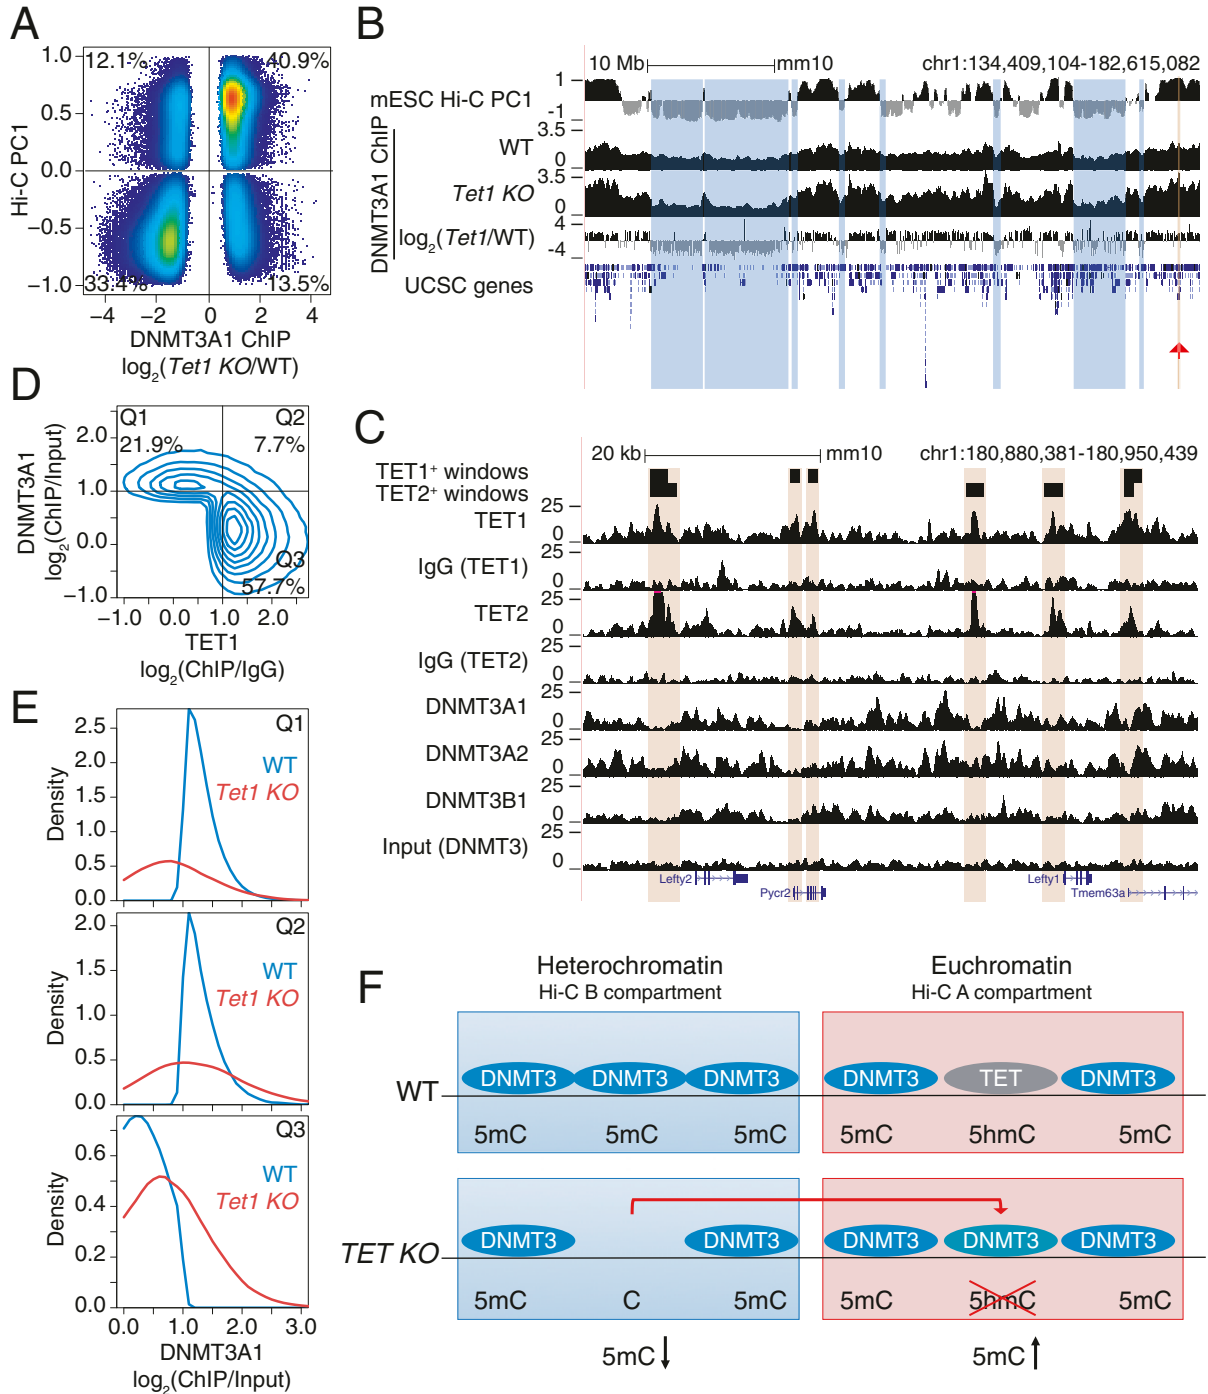 A
12.1%
40.9%
33.4%
13.5%
1.0
0.5
0.0
−0.5
−1.0
Hi-C PC1
−4
−2
0
2
4
DNMT3A1 ChIP
log2(Tet1 KO/WT)
B
10 Mb
mm10
chr1:134,409,104-182,615,082
mESC Hi-C PC1
1
-1
DNMT3A1 ChIP
WT
3.5
0
Tet1 KO
3.5
0
log2(Tet1/WT)
4
-4
UCSC genes
C
20 kb
mm10
chr1:180,880,381-180,950,439
TET1+ windows
TET2+ windows
TET1
25
0
IgG (TET1)
25
0
TET2
25
0
IgG (TET2)
25
0
DNMT3A1
25
0
DNMT3A2
25
0
DNMT3B1
25
0
Input (DNMT3)
25
0
Lefty2
Pycr2
Lefty1
Tmem63a
D
Q1
21.9%
Q2
7.7%
Q3
57.7%
2.0
1.0
0.0
−1.0
DNMT3A1
log2(ChIP/Input)
−1.0
0.0
1.0
2.0
TET1
log2(ChIP/IgG)
E
Q1
WT
Tet1 KO
2.5
2.0
1.5
1.0
0.5
0.0
Density
Q2
WT
Tet1 KO
2.0
1.5
1.0
0.5
0.0
Density
Q3
WT
Tet1 KO
0.6
0.4
0.2
0.0
Density
0.0
1.0
2.0
3.0
DNMT3A1
log2(ChIP/Input)
F
Heterochromatin
Hi-C B compartment
Euchromatin
Hi-C A compartment
WT
DNMT3 DNMT3 DNMT3
DNMT3 TET DNMT3
5mC 5mC 5mC
5mC 5hmC 5mC
TET KO
DNMT3 DNMT3
DNMT3 DNMT3 DNMT3
5mC C 5mC
5mC 5hmC 5mC
5mC↓
5mC↑